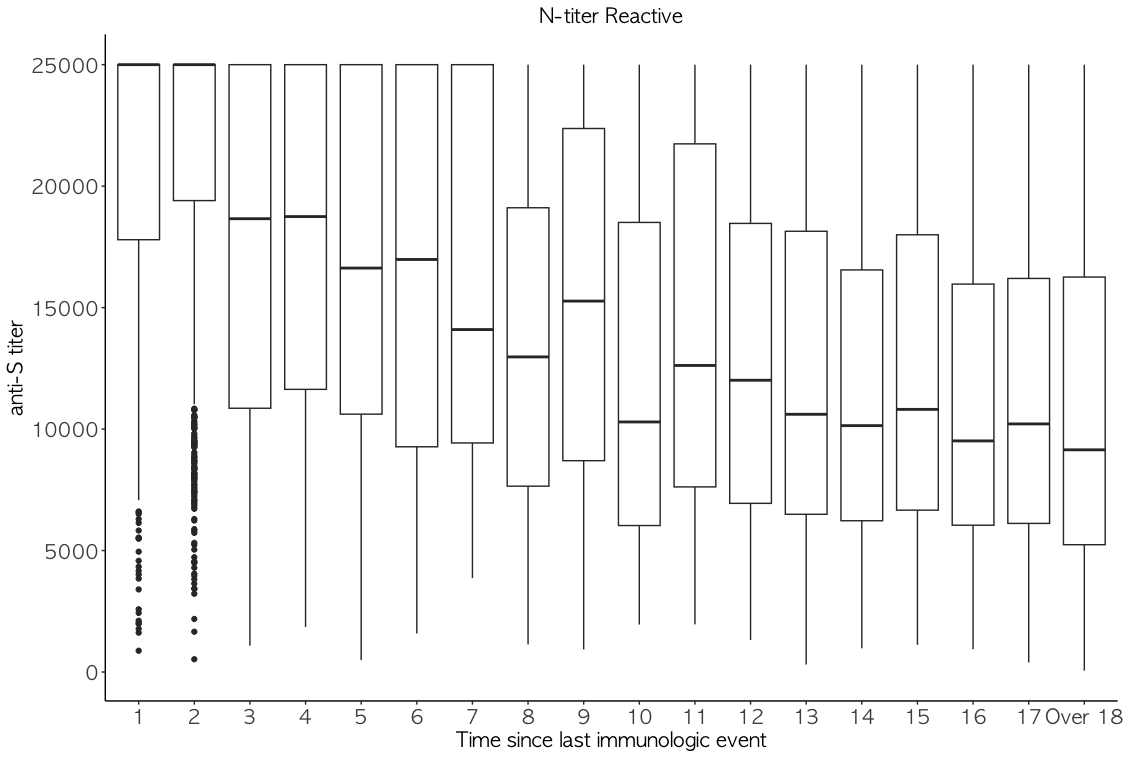 N-titer Reactive
25000
20000
15000
10000
5000
0
anti-S titer
1 2 3 4 5 6 7 8 9 10 11 12 13 14 15 16 17 Over 18
Time since last immunologic event